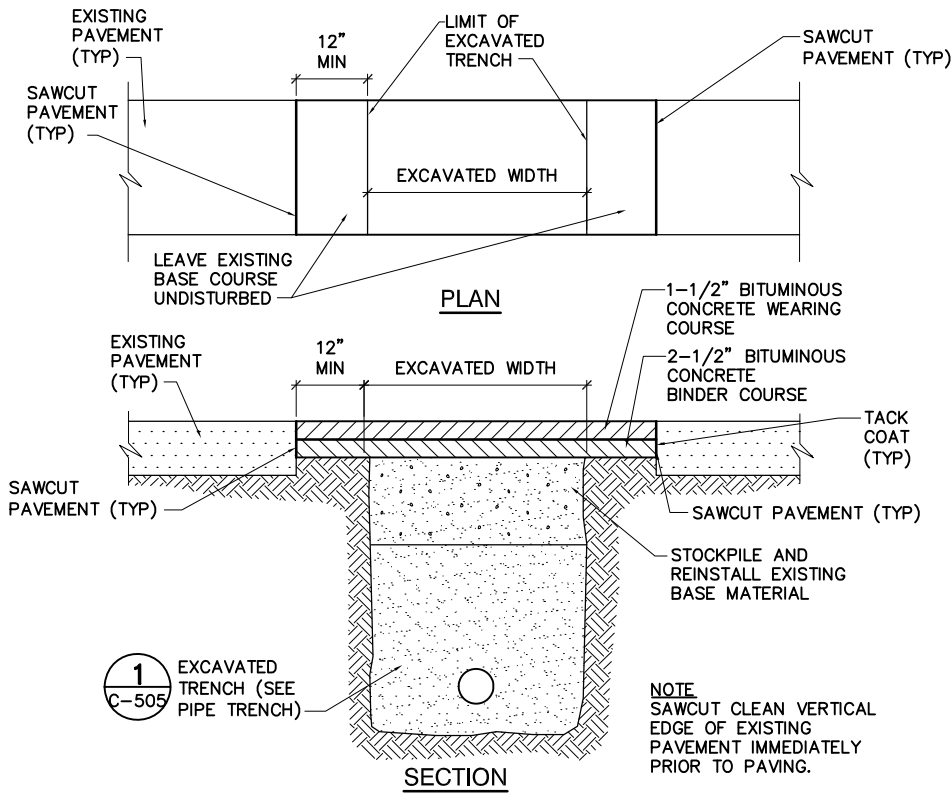 EXISTING
PAVEMENT
(TYP)
12"
MIN
LIMIT OF
EXCAVATED
TRENCH
SAWCUT
PAVEMENT (TYP)
SAWCUT
PAVEMENT
(TYP)
EXCAVATED WIDTH
LEAVE EXISTING
BASE COURSE
UNDISTURBED
PLAN
1-1/2" BITUMINOUS
CONCRETE WEARING
COURSE
EXISTING
PAVEMENT
(TYP)
12"
MIN
EXCAVATED WIDTH
2-1/2" BITUMINOUS
CONCRETE
BINDER COURSE
TACK
COAT
(TYP)
SAWCUT
PAVEMENT (TYP)
SAWCUT PAVEMENT (TYP)
STOCKPILE AND
REINSTALL EXISTING
BASE MATERIAL
1
C-505
EXCAVATED
TRENCH (SEE
PIPE TRENCH)
NOTE
SAWCUT CLEAN VERTICAL
EDGE OF EXISTING
PAVEMENT IMMEDIATELY
PRIOR TO PAVING.
SECTION